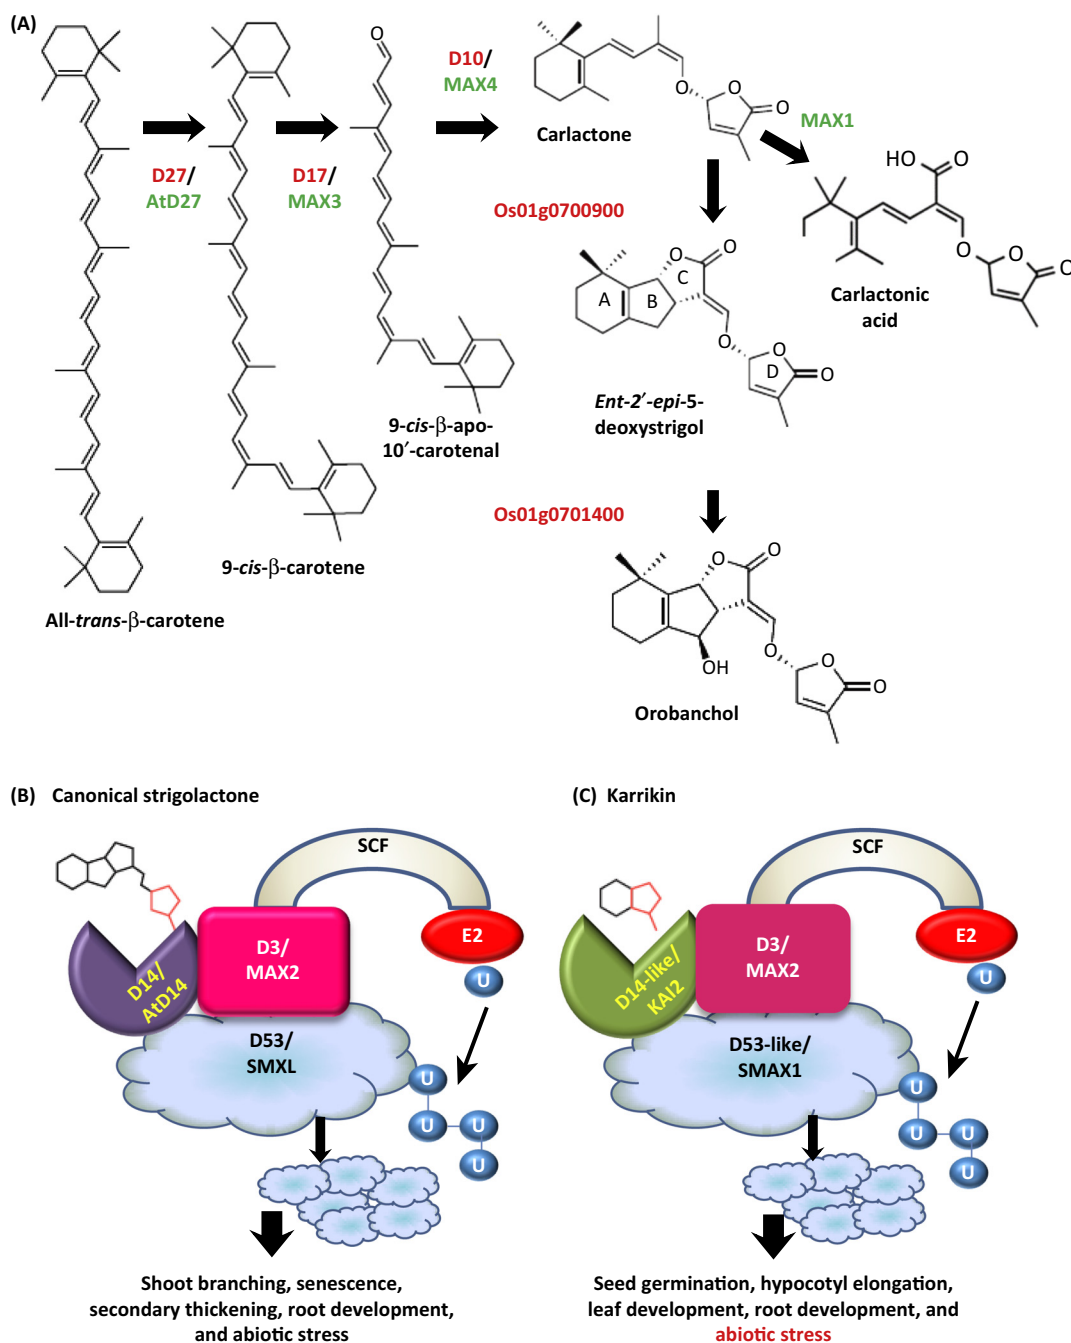 (A)
O
D27/
AtD27
D17/
MAX3
D10/
MAX4
O
O
O
Carlactone
MAX1
HO
O
O
O
O
Carlactonic
acid
Os01g0700900
O
O
A
B
C
O
O
O
D
Ent-2′-epi-5-
deoxystrigol
9-cis-β-apo-
10′-carotenal
9-cis-β-carotene
All-trans-β-carotene
Os01g0701400
O
O
OH
O
O
O
Orobanchol
(B) Canonical strigolactone
SCF
D14/
AtD14
D3/
MAX2
E2
U
D53/
SMXL
U
U
U
U
Shoot branching, senescence,
secondary thickening, root development,
and abiotic stress
(C) Karrikin
SCF
D14-like/
KAI2
D3/
MAX2
E2
U
D53-like/
SMAX1
U
U
U
U
Seed germination, hypocotyl elongation,
leaf development, root development, and
abiotic stress